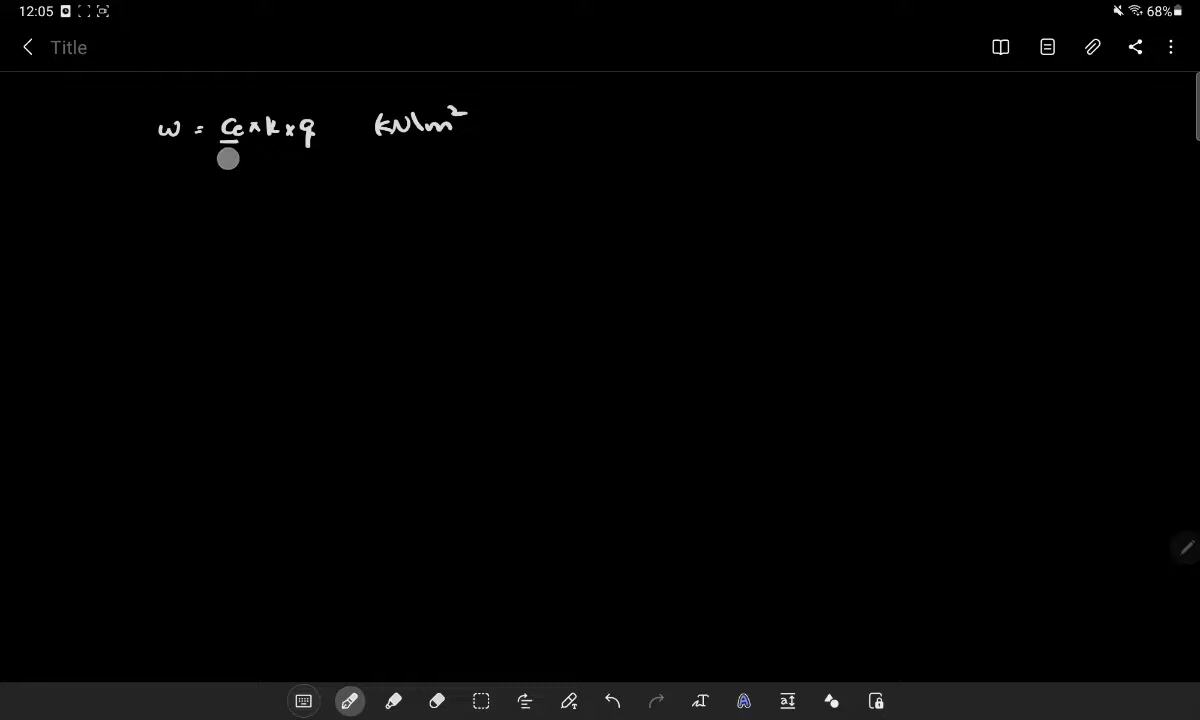 12:05 68%
Title
w = Ce × k × q kN/m²